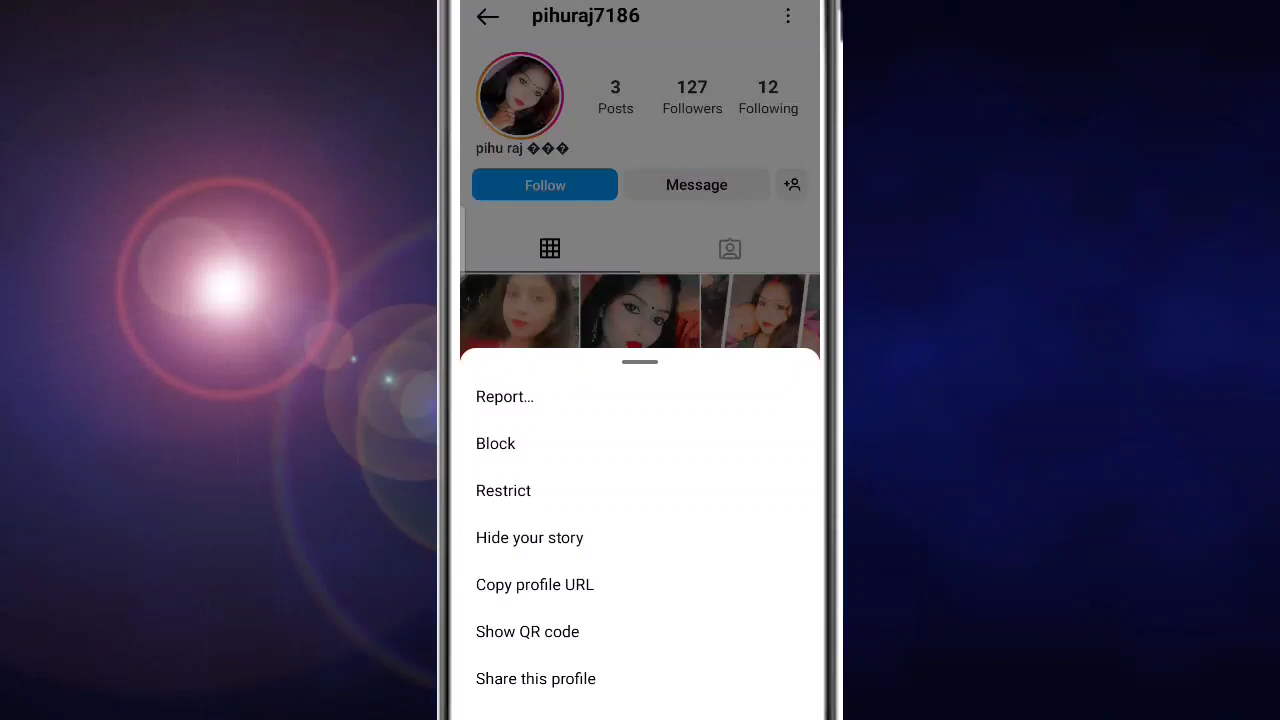 pihuraj7186
3 127 12
Posts Followers Following
pihu raj ���
Follow Message
Report...
Block
Restrict
Hide your story
Copy profile URL
Show QR code
Share this profile